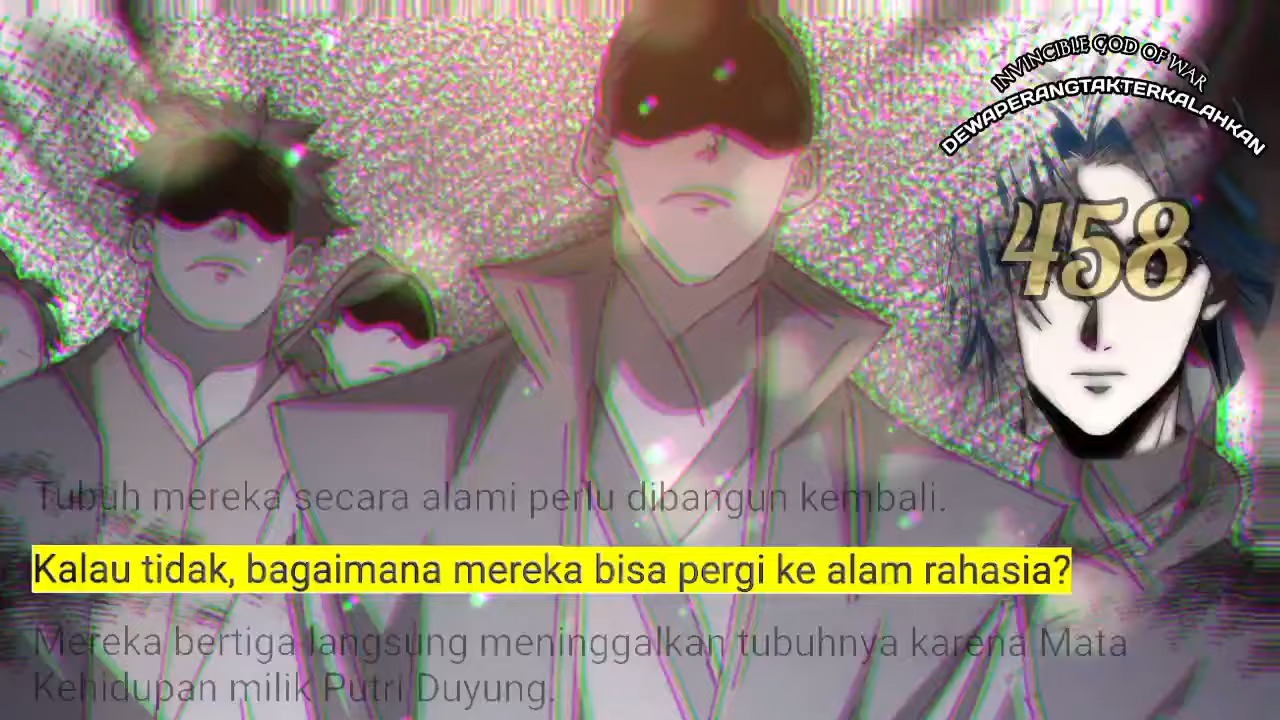 INVINCIBLE GOD OF WAR
DEWAPERANGTAKTERKALAHKAN
458
Tubuh mereka secara alami perlu dibangun kembali.
Kalau tidak, bagaimana mereka bisa pergi ke alam rahasia?
Mereka bertiga langsung meninggalkan tubuhnya karena Mata
Kehidupan milik Putri Duyung.